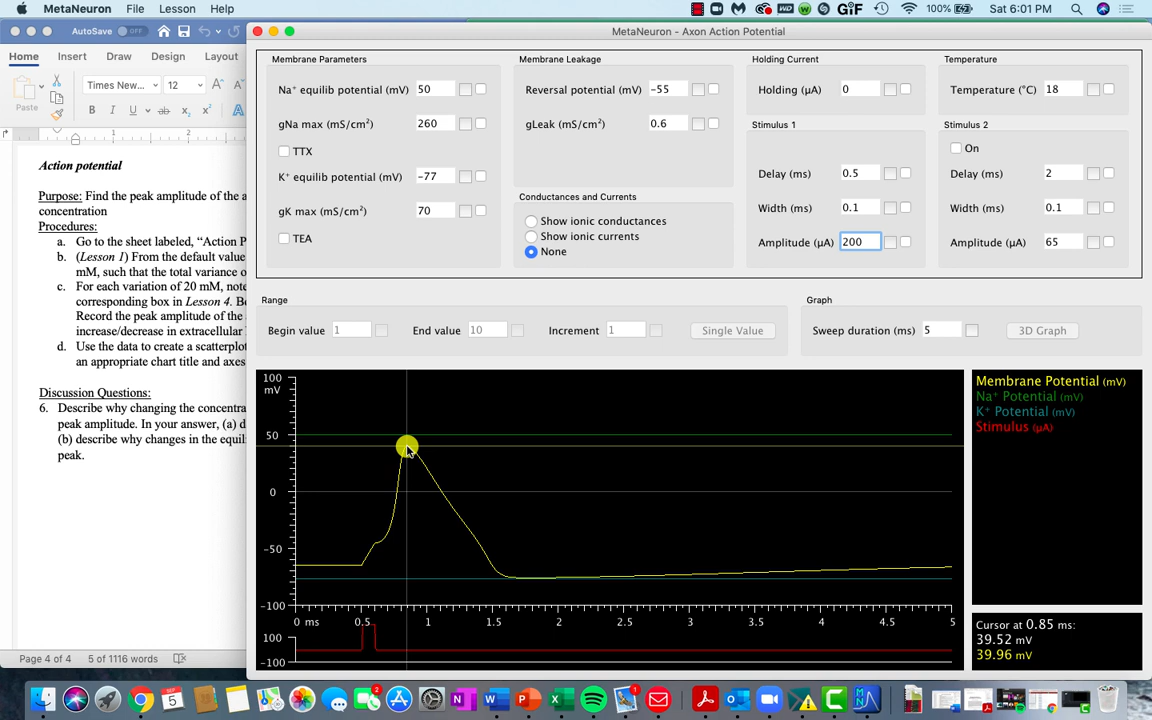 MetaNeuron File Lesson Help
GIF 100% Sat 6:01 PM
AutoSave OFF
MetaNeuron - Axon Action Potential
Home Insert Draw Design Layout
Paste
Times New... 12 A A
B I U ab x₂ x² A
1 2
Action potential
Purpose: Find the peak amplitude of the a
concentration
Procedures:
a. Go to the sheet labeled, “Action P
b. (Lesson 1) From the default value
mM, such that the total variance o
c. For each variation of 20 mM, note
corresponding box in Lesson 4. Be
Record the peak amplitude of the
increase/decrease in extracellular
d. Use the data to create a scatterplot
an appropriate chart title and axes
Discussion Questions:
6. Describe why changing the concentra
peak amplitude. In your answer, (a) d
(b) describe why changes in the equil
peak.
Page 4 of 4 5 of 1116 words
Membrane Parameters
Na⁺ equilib potential (mV) 50
gNa max (mS/cm²) 260
TTX
K⁺ equilib potential (mV) -77
gK max (mS/cm²) 70
TEA
Membrane Leakage
Reversal potential (mV) -55
gLeak (mS/cm²) 0.6
Conductances and Currents
Show ionic conductances
Show ionic currents
None
Holding Current
Holding (μA) 0
Stimulus 1
Delay (ms) 0.5
Width (ms) 0.1
Amplitude (μA) 200
Temperature
Temperature (°C) 18
Stimulus 2
On
Delay (ms) 2
Width (ms) 0.1
Amplitude (μA) 65
Range
Begin value 1 End value 10 Increment 1 Single Value
Graph
Sweep duration (ms) 5 3D Graph
100
mV
50
0
-50
-100
0 ms 0.5 1 1.5 2 2.5 3 3.5 4 4.5 5
100
-100
Membrane Potential (mV)
Na⁺ Potential (mV)
K⁺ Potential (mV)
Stimulus (μA)
Cursor at 0.85 ms:
39.52 mV
39.96 mV
SEP
5
2
1